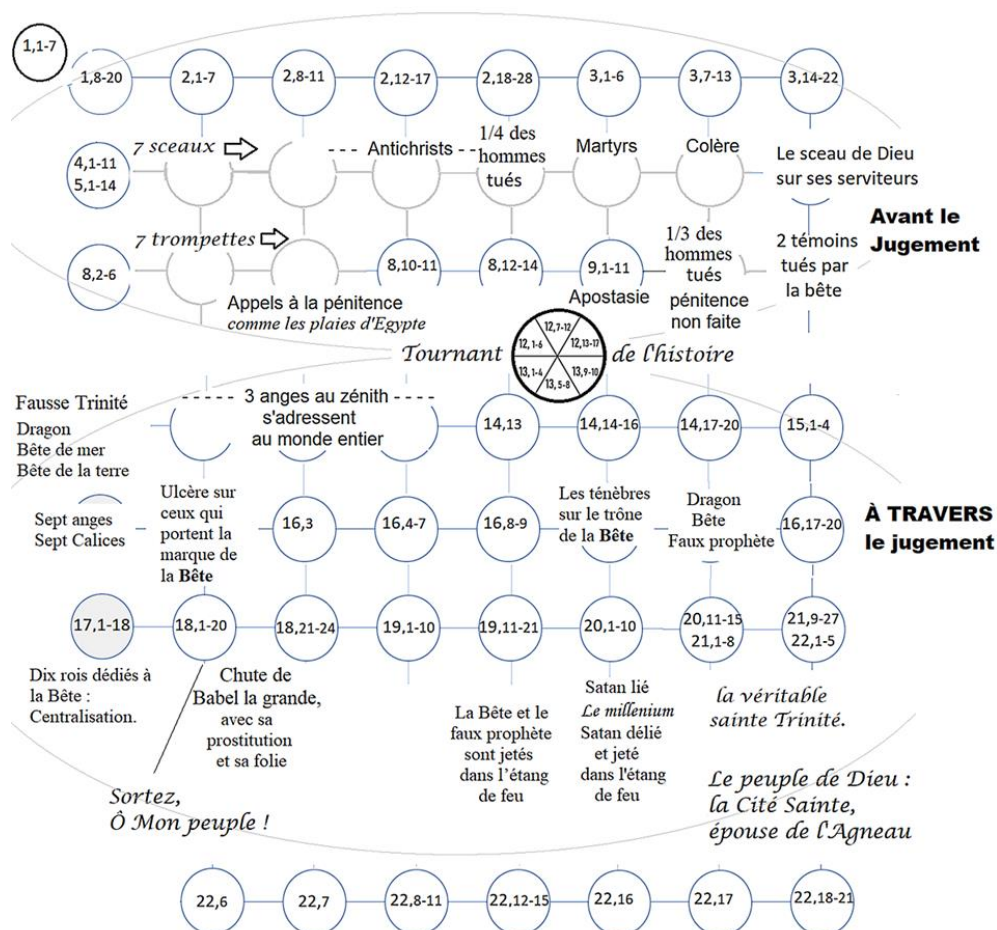 1,1-7
1,8-20
2,1-7
2,8-11
2,12-17
2,18-28
3,1-6
3,7-13
3,14-22
4,1-11
5,1-14
7 sceaux
Antichrists
1/4 des
hommes
tués
Martyrs
Colère
Le sceau de Dieu
sur ses serviteurs
Avant le
Jugement
8,2-6
7 trompettes
Appels à la pénitence
comme les plaies d'Egypte
8,10-11
8,12-14
9,1-11
Apostasie
1/3 des
hommes
tués
pénitence
non faite
2 témoins
tués par
la bête
Tournant
12,7-12
12,1-6
12,13-17
13,1-4
13,9-10
13,5-8
de l'histoire
Fausse Trinité
Dragon
Bête de mer
Bête de la terre
3 anges au zénith
s'adressent
au monde entier
14,13
14,14-16
14,17-20
15,1-4
Sept anges
Sept Calices
Ulcère sur
ceux qui
portent la
marque de
la Bête
16,3
16,4-7
16,8-9
Les ténèbres
sur le trône
de la Bête
Dragon
Bête
Faux prophète
16,17-20
À TRAVERS
le jugement
17,1-18
18,1-20
18,21-24
19,1-10
19,11-21
20,1-10
20,11-15
21,1-8
21,9-27
22,1-5
Dix rois dédiés à
la Bête :
Centralisation.
Chute de
Babel la grande,
avec sa
prostitution
et sa folie
La Bête et le
faux prophète
sont jetés
dans l'étang
de feu
Satan lié
Le millenium
Satan délié
et jeté
dans l'étang
de feu
la véritable
sainte Trinité.
Sortez,
Ô Mon peuple !
Le peuple de Dieu :
la Cité Sainte,
épouse de l'Agneau
22,6
22,7
22,8-11
22,12-15
22,16
22,17
22,18-21